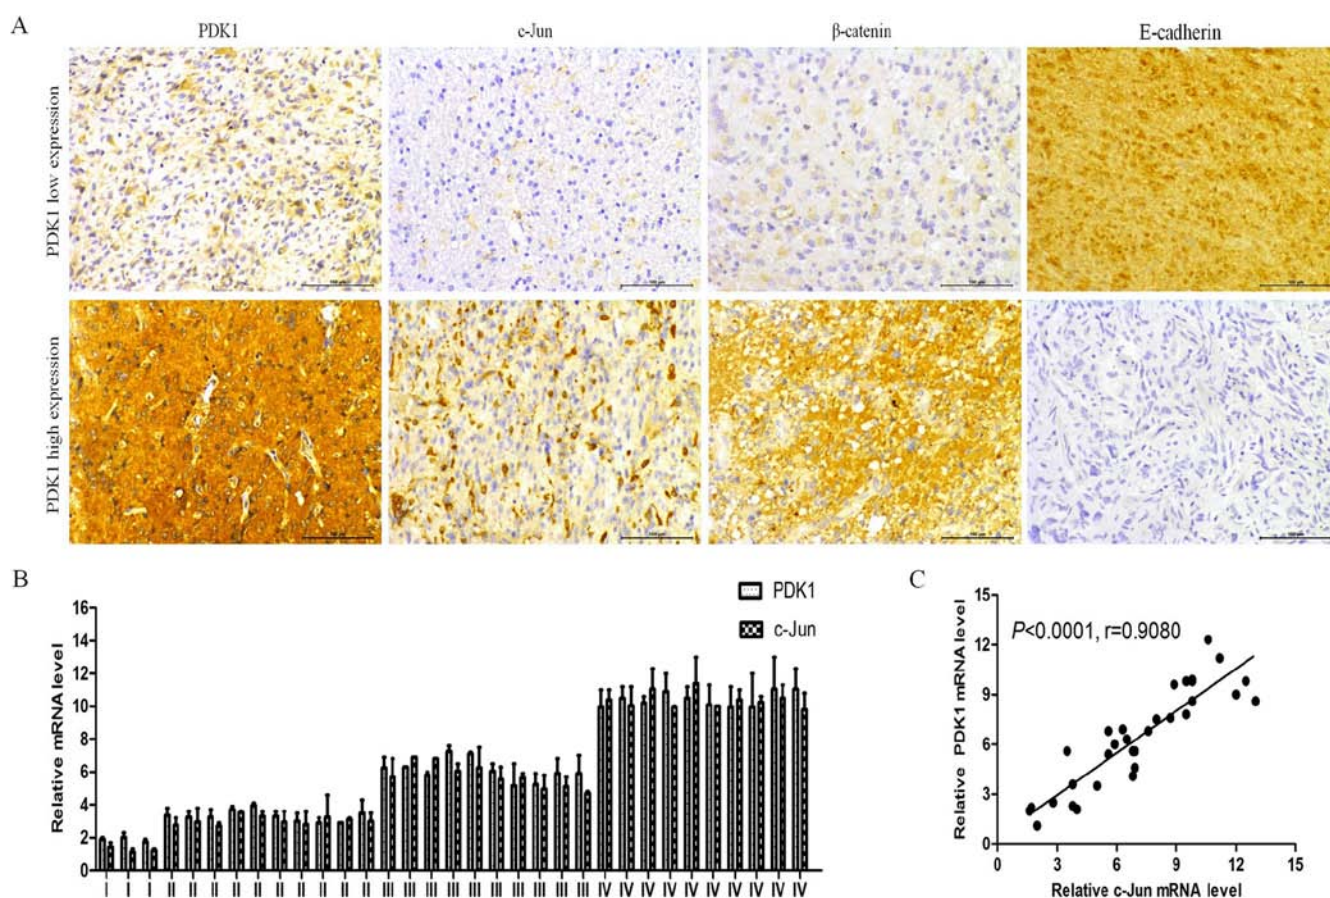 A
PDK1 c-Jun β-catenin E-cadherin
PDK1 low expression
PDK1 high expression
B
PDK1
c-Jun
Relative mRNA level
16
14
12
10
8
6
4
2
0
I I I II II II II II II II II II II III III III III III III III III III III IV IV IV IV IV IV IV IV IV IV
C
P<0.0001, r=0.9080
Relative PDK1 mRNA level
15
12
9
6
3
0
0 3 6 9 12 15
Relative c-Jun mRNA level